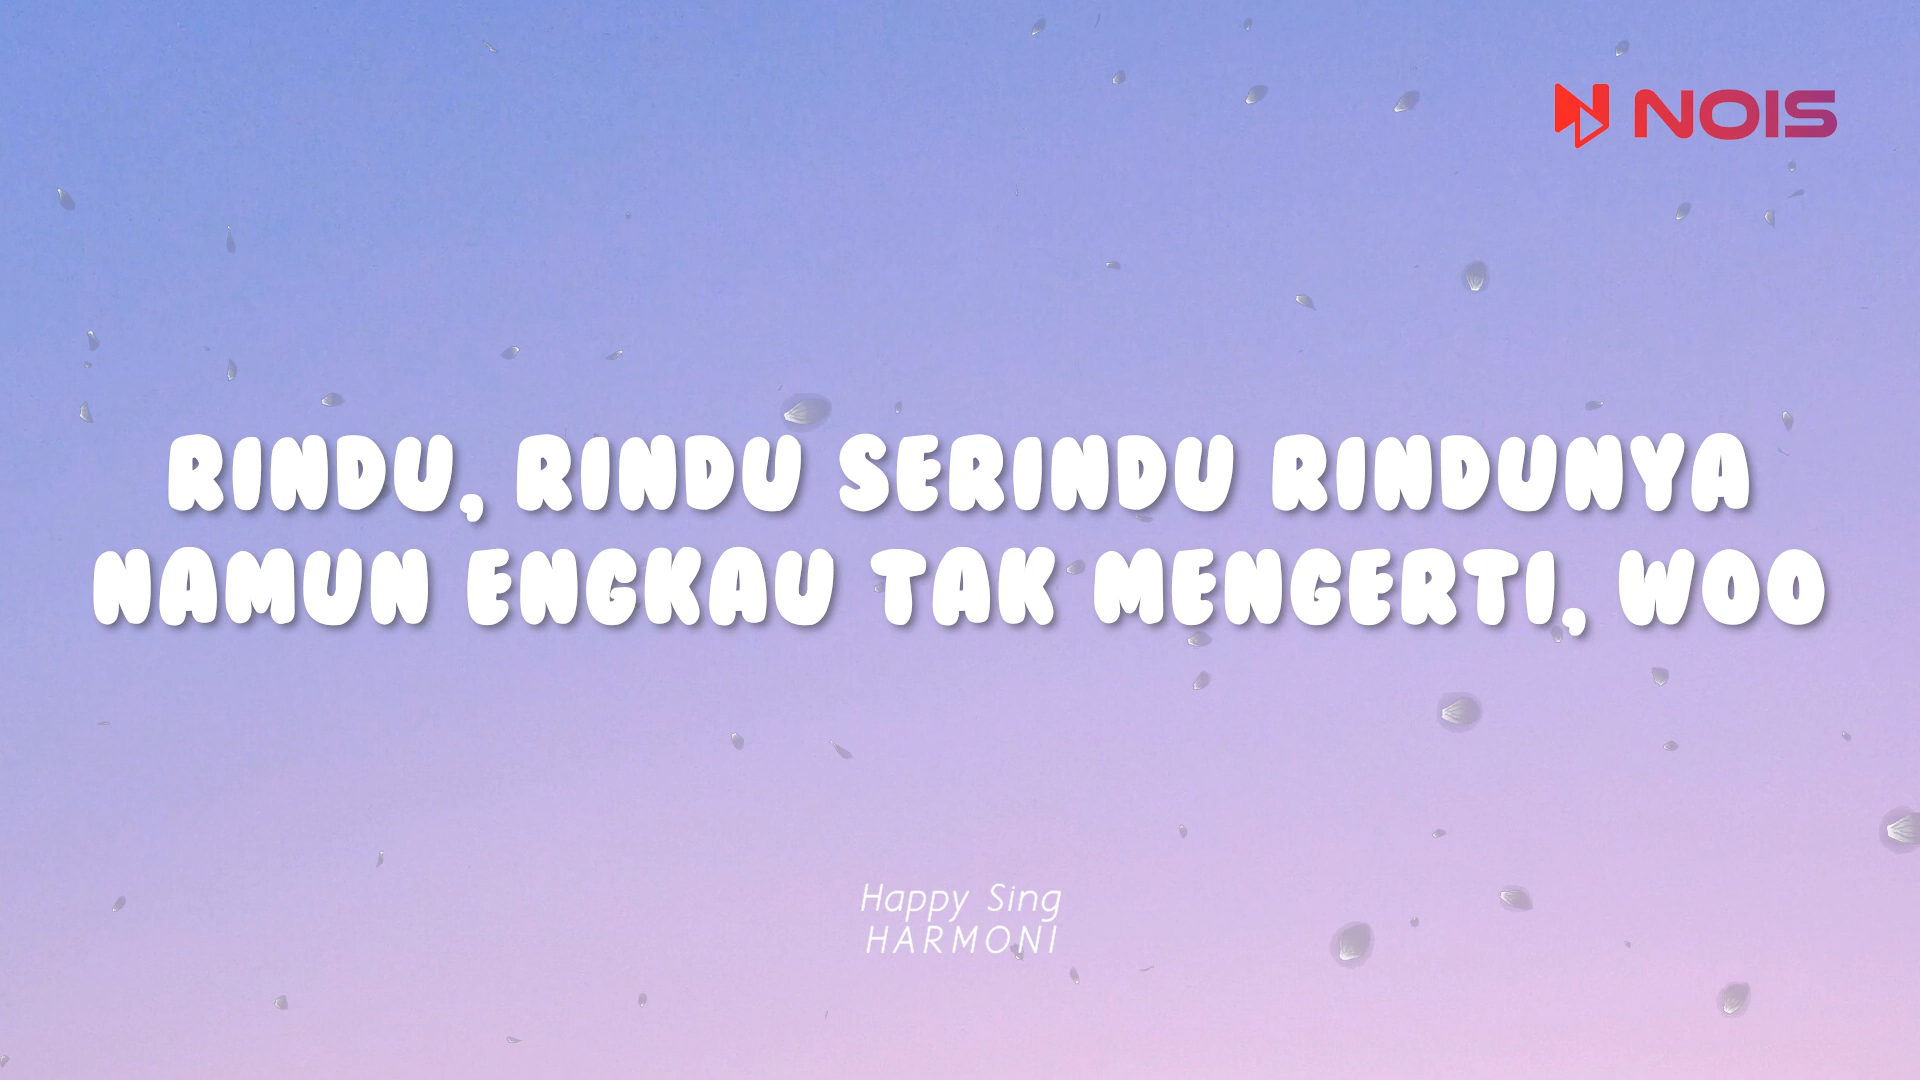 NOIS
RINDU, RINDU SERINDU RINDUNYA
NAMUN ENGKAU TAK MENGERTI, WOO
Happy Sing
HARMONI